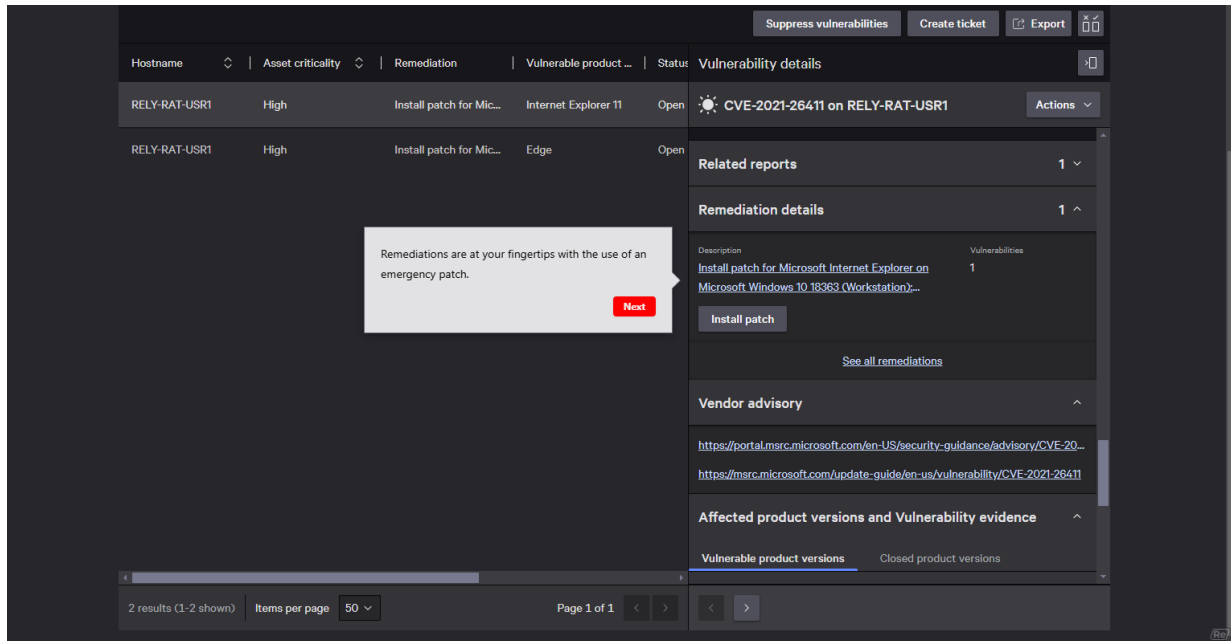 Suppress vulnerabilities Create ticket Export
Hostname Asset criticality Remediation Vulnerable product ... Status
RELY-RAT-USR1 High Install patch for Mic... Internet Explorer 11 Open
RELY-RAT-USR1 High Install patch for Mic... Edge Open
Remediations are at your fingertips with the use of an
emergency patch.
Next
2 results (1-2 shown) Items per page 50 Page 1 of 1
Vulnerability details
CVE-2021-26411 on RELY-RAT-USR1 Actions
Related reports 1
Remediation details 1
Description Vulnerabilities
Install patch for Microsoft Internet Explorer on 1
Microsoft Windows 10 18363 (Workstation);...
Install patch
See all remediations
Vendor advisory
https://portal.msrc.microsoft.com/en-US/security-guidance/advisory/CVE-20...
https://msrc.microsoft.com/update-guide/en-us/vulnerability/CVE-2021-26411
Affected product versions and Vulnerability evidence
Vulnerable product versions Closed product versions